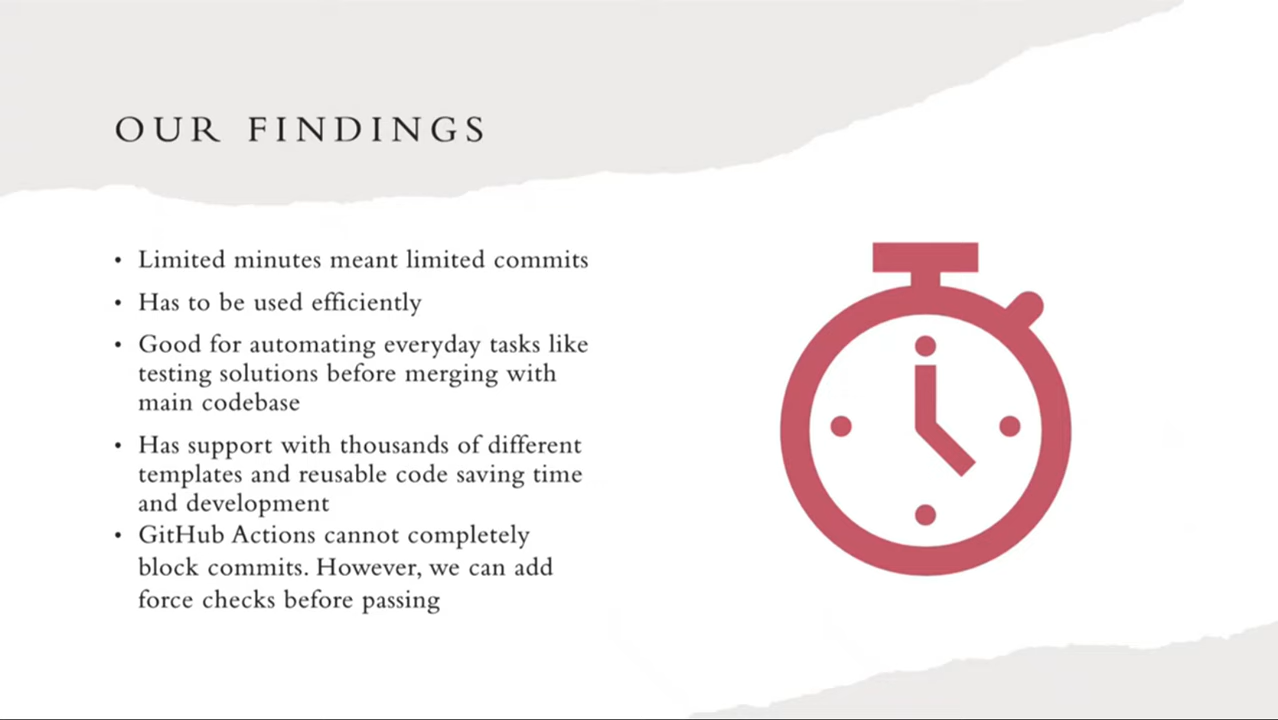 OUR FINDINGS
• Limited minutes meant limited commits
• Has to be used efficiently
• Good for automating everyday tasks like
testing solutions before merging with
main codebase
• Has support with thousands of different
templates and reusable code saving time
and development
• GitHub Actions cannot completely
block commits. However, we can add
force checks before passing